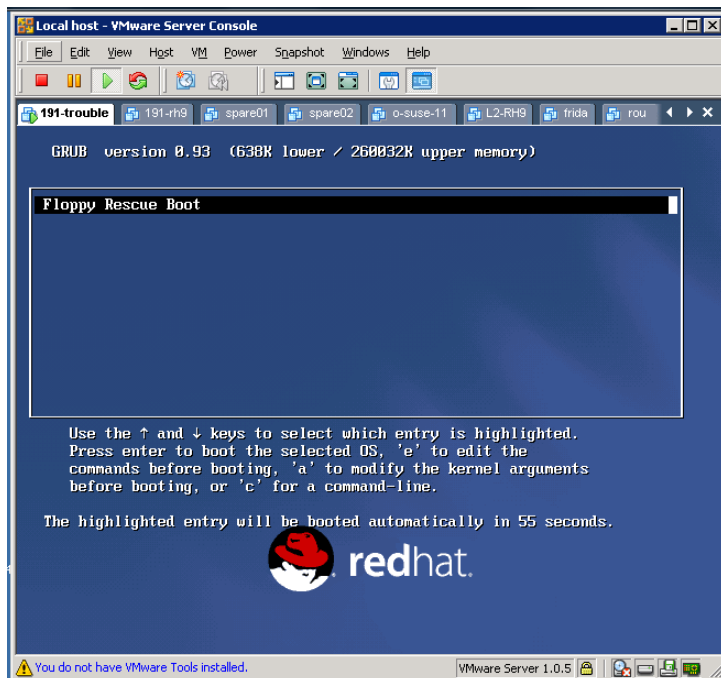 Local host - VMware Server Console
File Edit View Host VM Power Snapshot Windows Help
191-trouble 191-rh9 spare01 spare02 o-suse-11 L2-RH9 frida rou
GRUB version 0.93 (638K lower / 260032K upper memory)
Floppy Rescue Boot
Use the ↑ and ↓ keys to select which entry is highlighted.
Press enter to boot the selected OS, 'e' to edit the
commands before booting, 'a' to modify the kernel arguments
before booting, or 'c' for a command-line.
The highlighted entry will be booted automatically in 55 seconds.
redhat.
You do not have VMware Tools installed.
VMware Server 1.0.5